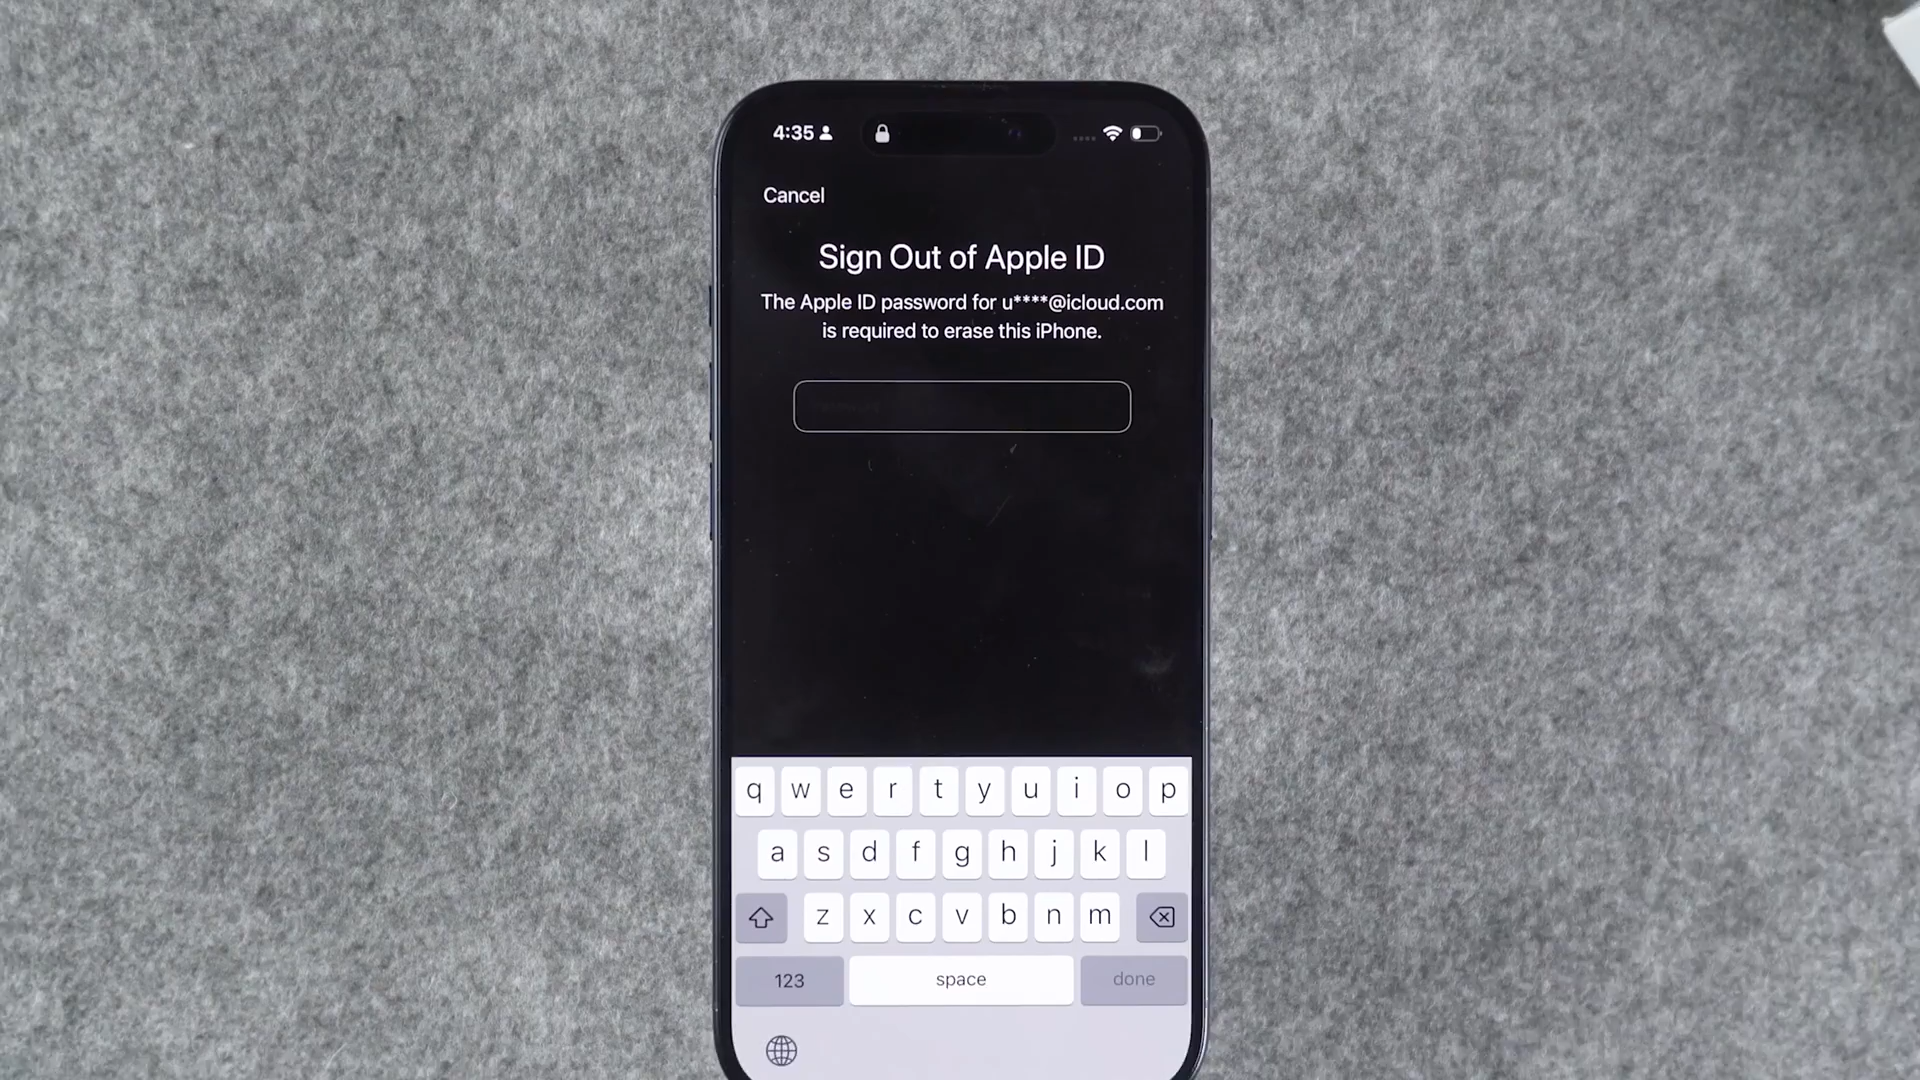 4:35
Cancel
Sign Out of Apple ID
The Apple ID password for u****@icloud.com
is required to erase this iPhone.
q w e r t y u i o p
a s d f g h j k l
z x c v b n m
123 space done